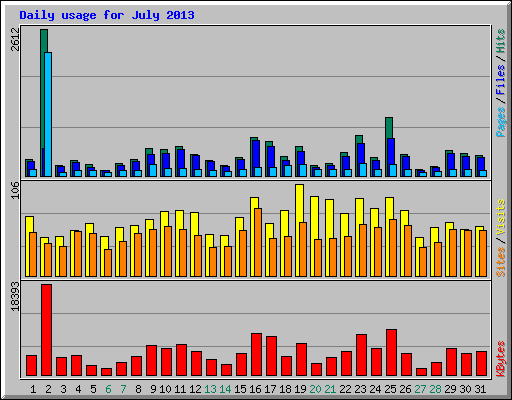 Daily usage for July 2013
2612
Pages / Files / Hits
106
Sites / Visits
18393
KBytes
1 2 3 4 5 6 7 8 9 10 11 12 13 14 15 16 17 18 19 20 21 22 23 24 25 26 27 28 29 30 31